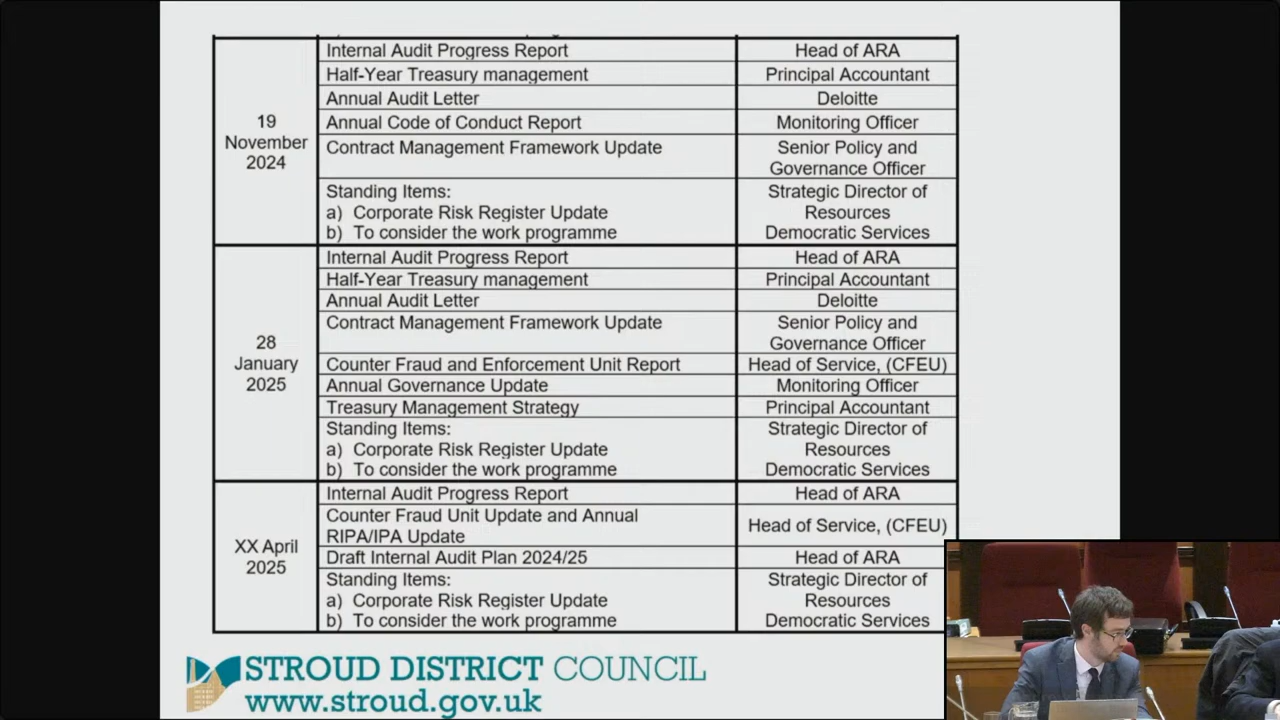 19
November
2024
Internal Audit Progress Report
Head of ARA
Half-Year Treasury management
Principal Accountant
Annual Audit Letter
Deloitte
Annual Code of Conduct Report
Monitoring Officer
Contract Management Framework Update
Senior Policy and
Governance Officer
Standing Items:
a) Corporate Risk Register Update
b) To consider the work programme
Strategic Director of
Resources
Democratic Services
28
January
2025
Internal Audit Progress Report
Head of ARA
Half-Year Treasury management
Principal Accountant
Annual Audit Letter
Deloitte
Contract Management Framework Update
Senior Policy and
Governance Officer
Counter Fraud and Enforcement Unit Report
Head of Service, (CFEU)
Annual Governance Update
Monitoring Officer
Treasury Management Strategy
Principal Accountant
Standing Items:
a) Corporate Risk Register Update
b) To consider the work programme
Strategic Director of
Resources
Democratic Services
XX April
2025
Internal Audit Progress Report
Head of ARA
Counter Fraud Unit Update and Annual
RIPA/IPA Update
Head of Service, (CFEU)
Draft Internal Audit Plan 2024/25
Head of ARA
Standing Items:
a) Corporate Risk Register Update
b) To consider the work programme
Strategic Director of
Resources
Democratic Services
STROUD DISTRICT COUNCIL
www.stroud.gov.uk